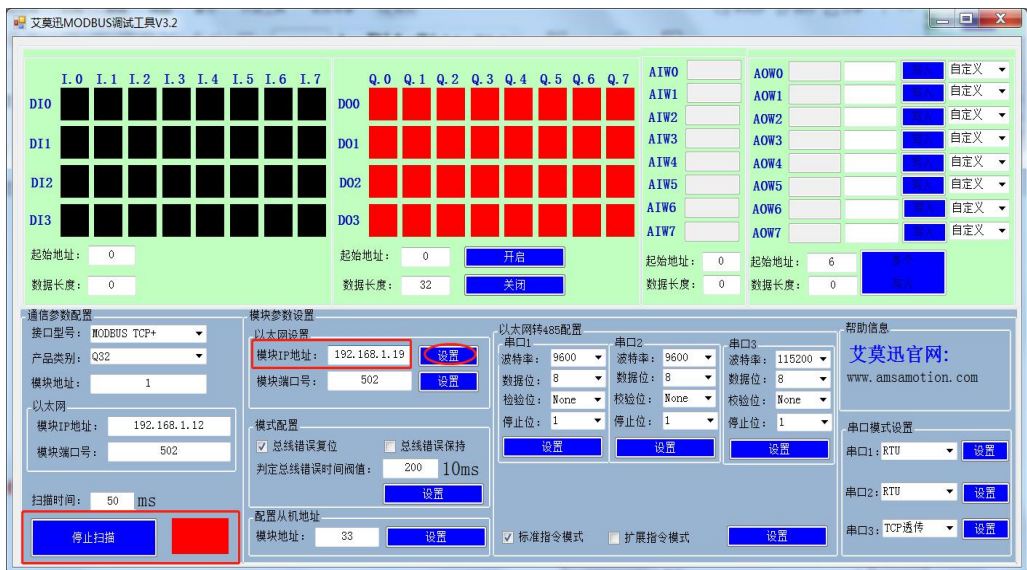 艾莫迅MODBUS调试工具V3.2
I.0 I.1 I.2 I.3 I.4 I.5 I.6 I.7
DI0
DI1
DI2
DI3
起始地址: 0
数据长度: 0
Q.0 Q.1 Q.2 Q.3 Q.4 Q.5 Q.6 Q.7
DO0
DO1
DO2
DO3
起始地址: 0 开启
数据长度: 32 关闭
AIW0
AIW1
AIW2
AIW3
AIW4
AIW5
AIW6
AIW7
起始地址: 0
数据长度: 0
AOW0 自定义
AOW1 自定义
AOW2 自定义
AOW3 自定义
AOW4 自定义
AOW5 自定义
AOW6 自定义
AOW7 自定义
起始地址: 6
数据长度: 0
通信参数配置
接口型号: MODBUS TCP+
产品类别: Q32
模块地址: 1
以太网
模块IP地址: 192.168.1.12
模块端口号: 502
扫描时间: 50 ms
停止扫描
模块参数设置
以太网设置
模块IP地址: 192.168.1.19 设置
模块端口号: 502 设置
模式配置
总线错误复位 总线错误保持
判定总线错误时间阀值: 200 10ms
设置
配置从机地址
模块地址: 33 设置
以太网转485配置
串口1
波特率: 9600
数据位: 8
检验位: None
停止位: 1
设置
串口2
波特率: 9600
数据位: 8
校验位: None
停止位: 1
设置
串口3
波特率: 115200
数据位: 8
校验位: None
停止位: 1
设置
标准指令模式 扩展指令模式 设置
帮助信息
艾莫迅官网:
www.amsamotion.com
串口模式设置
串口1: RTU 设置
串口2: RTU 设置
串口3: TCP透传 设置